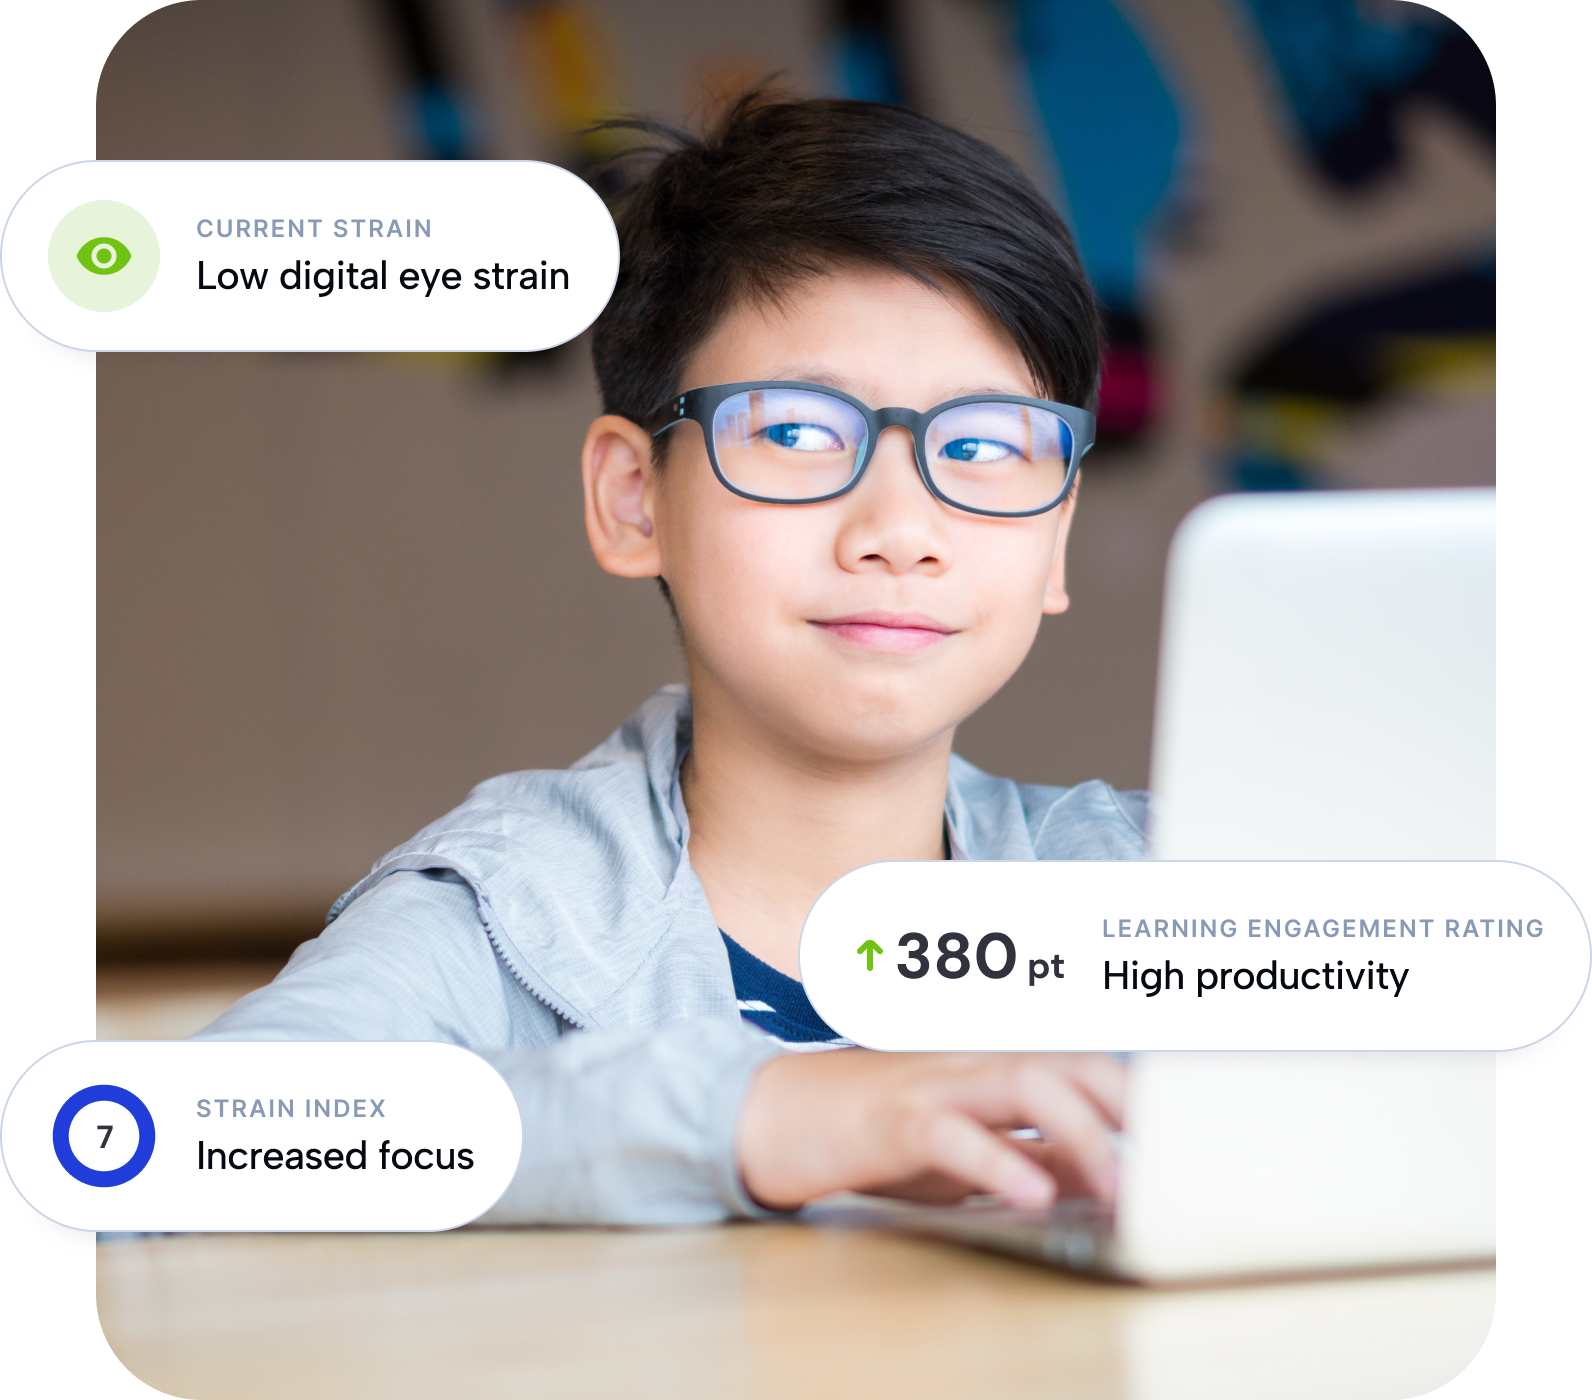 CURRENT STRAIN
Low digital eye strain
↑380 pt
LEARNING ENGAGEMENT RATING
High productivity
7
STRAIN INDEX
Increased focus